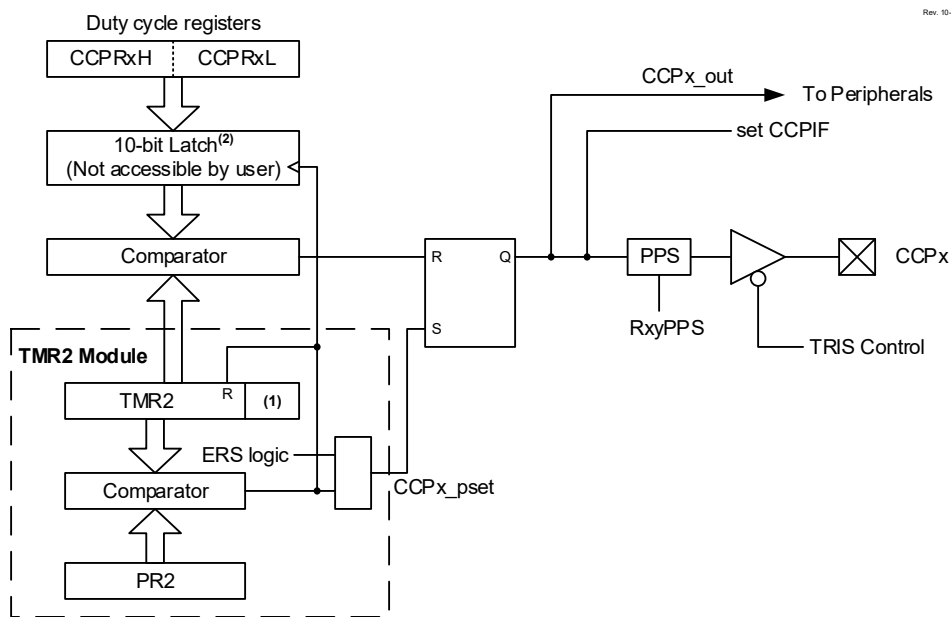 Rev. 10-
Duty cycle registers
CCPRxH CCPRxL
CCPx_out
To Peripherals
set CCPIF
10-bit Latch(2)
(Not accessible by user)
Comparator
R
Q
PPS
CCPx
S
RxyPPS
TRIS Control
TMR2 Module
R
TMR2
(1)
ERS logic
Comparator
CCPx_pset
PR2